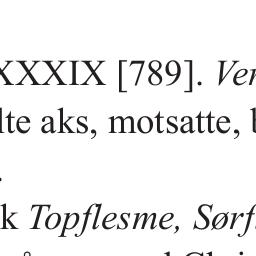 XXXIX [789]. Ver
lte aks, motsatte, b
.
k Topflesme, Sørf